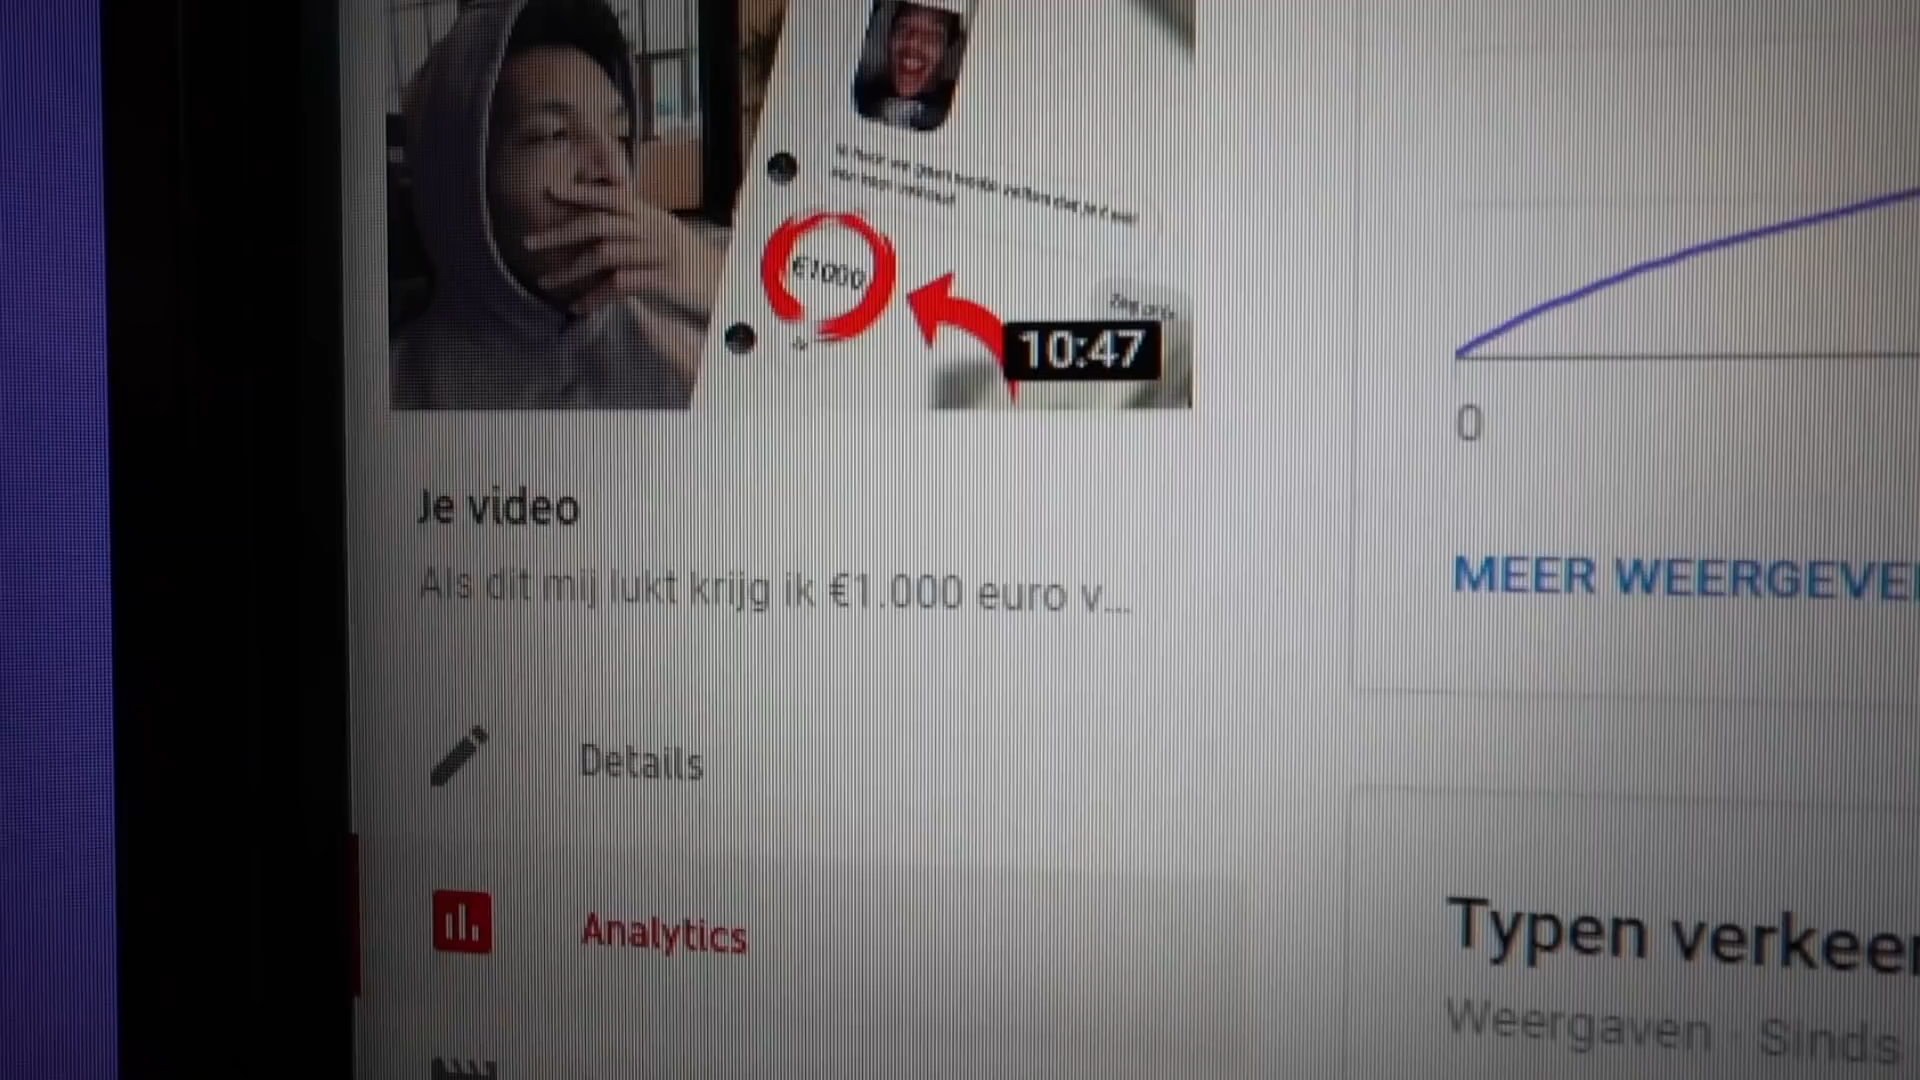 €1000
10:47
0
Je video
Als dit mij lukt krijg ik €1.000 euro v...
MEER WEERGEVE
Details
Analytics
Typen verkeer
Weergaven · Sinds